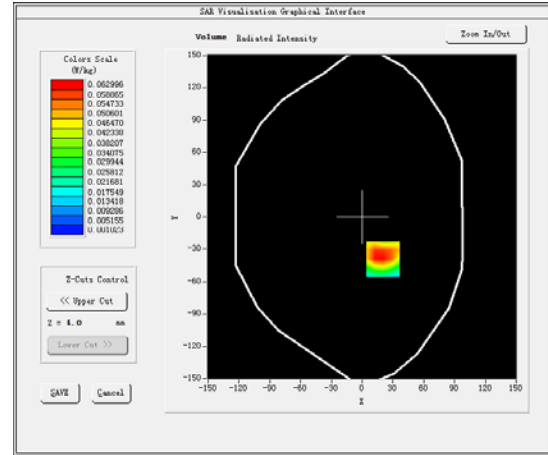 SAR Visualisation Graphical Interface
Volume Radiated Intensity
Zoom In/Out
Colors Scale
(W/kg)
0.062996
0.058865
0.054733
0.050601
0.046470
0.042338
0.038207
0.034075
0.029944
0.025812
0.021681
0.017549
0.013418
0.009286
0.005155
0.001023
150
120
90
60
30
0
-30
-60
-90
-120
-150
Y
-150 -120 -90 -60 -30 0 30 60 90 120 150
X
Z-Cuts Control
<< Upper Cut
Z = 4.0 mm
Lower Cut >>
SAVE Cancel